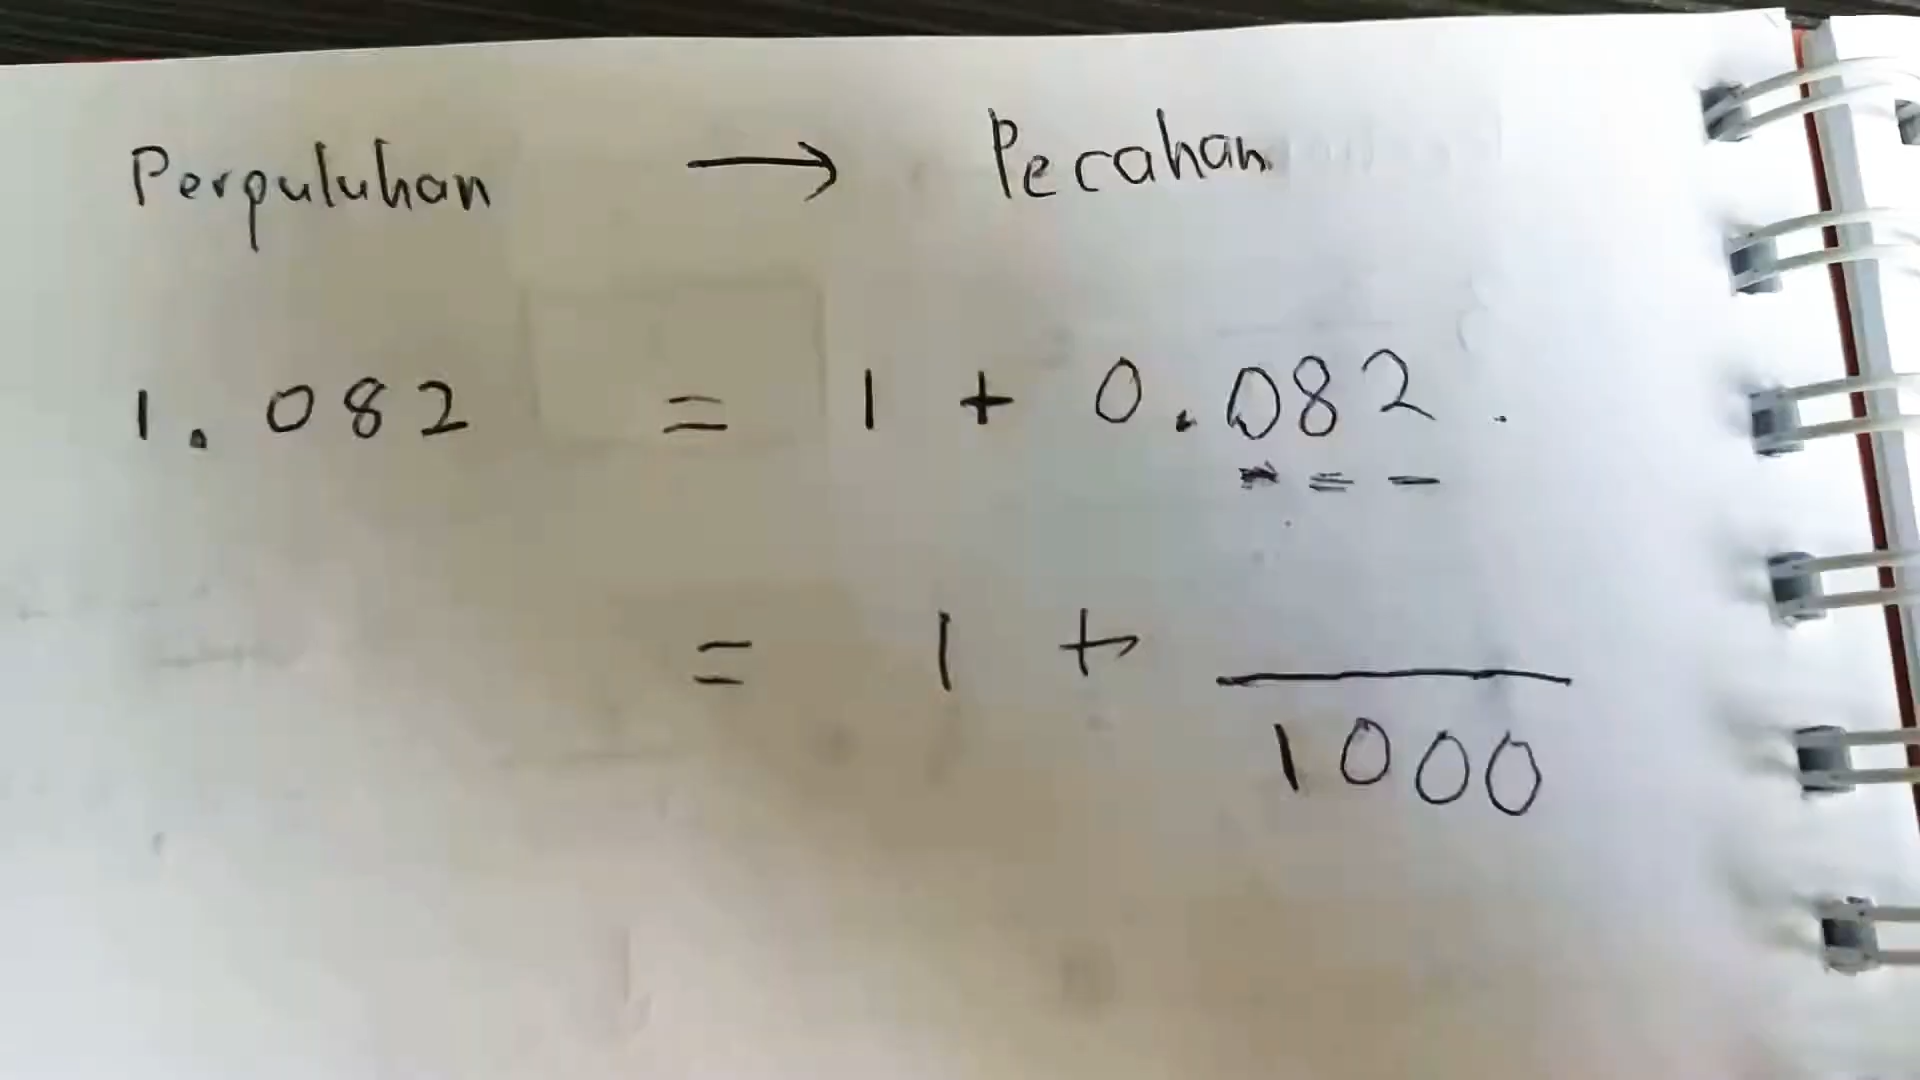 Perpuluhan → Pecahan
1.082 = 1 + 0.082
= 1 + —
1000